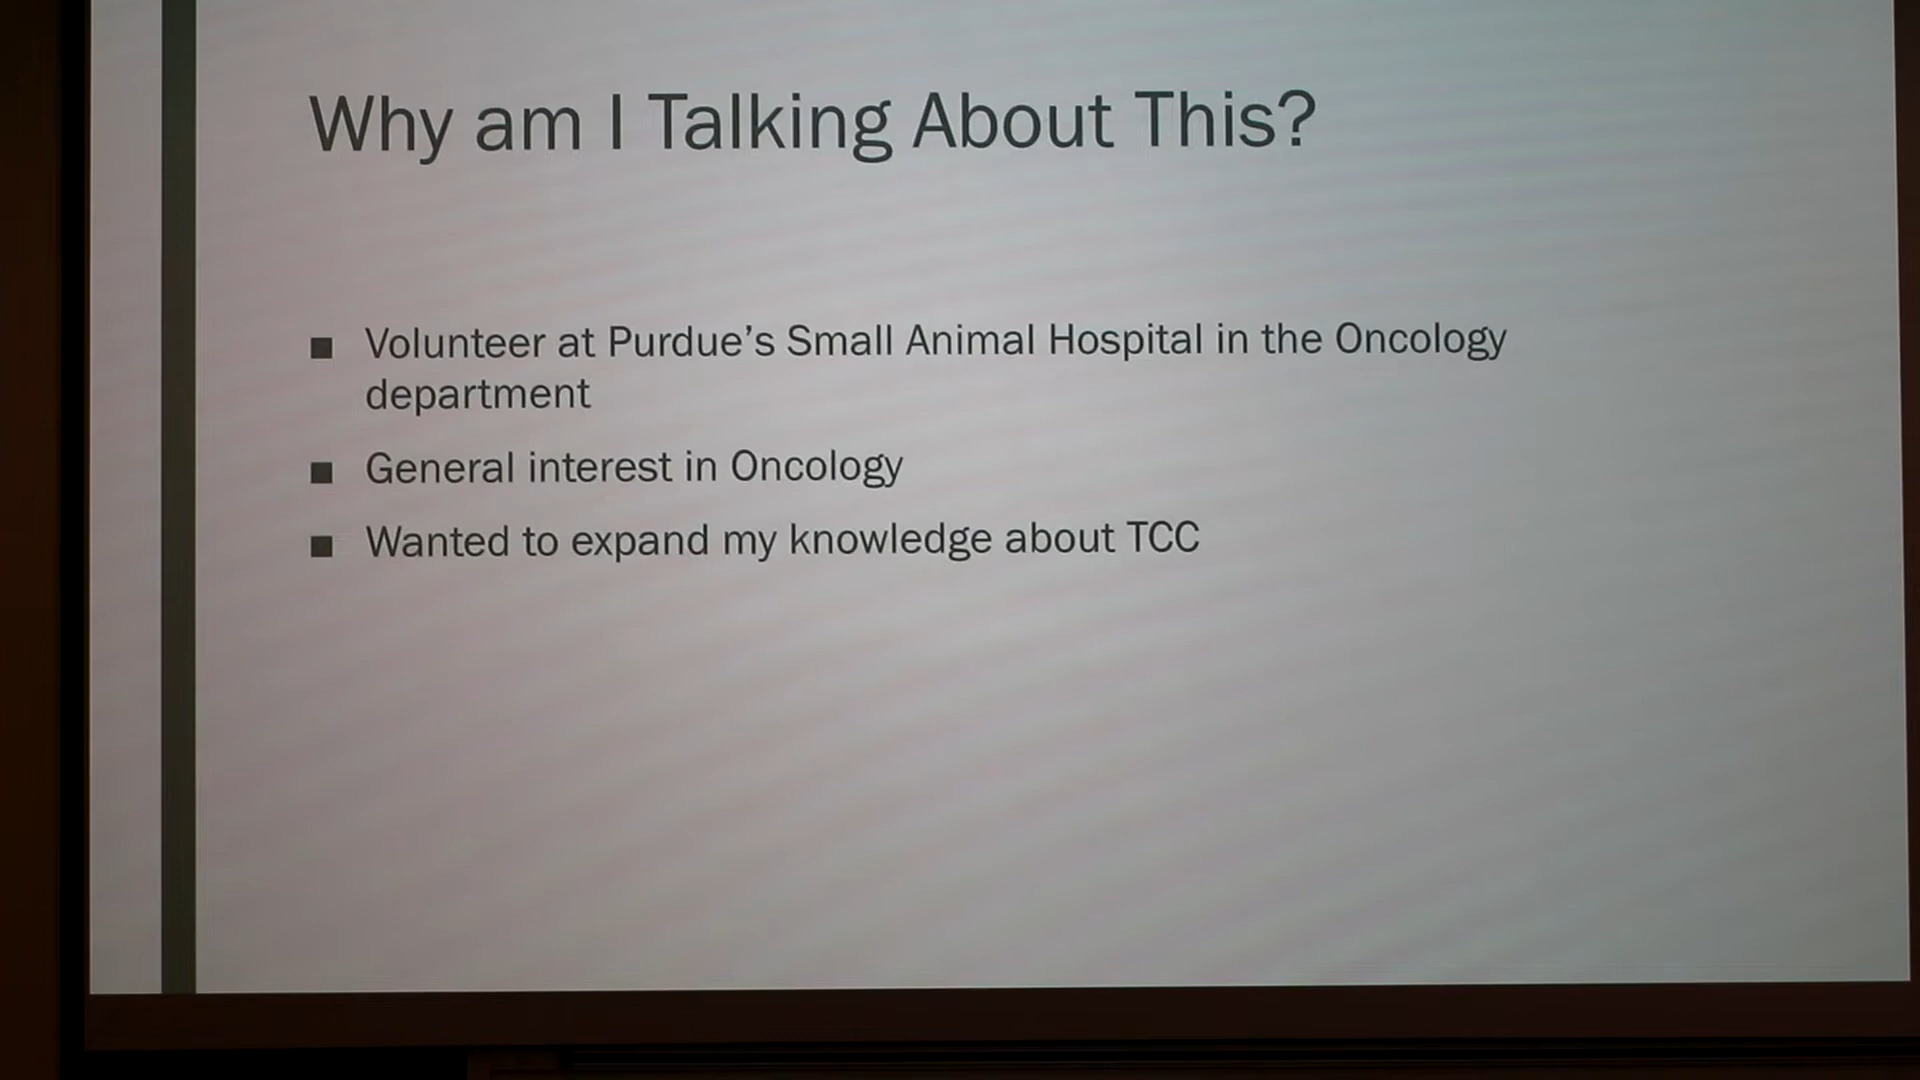 Why am I Talking About This?
■ Volunteer at Purdue’s Small Animal Hospital in the Oncology
department
■ General interest in Oncology
■ Wanted to expand my knowledge about TCC